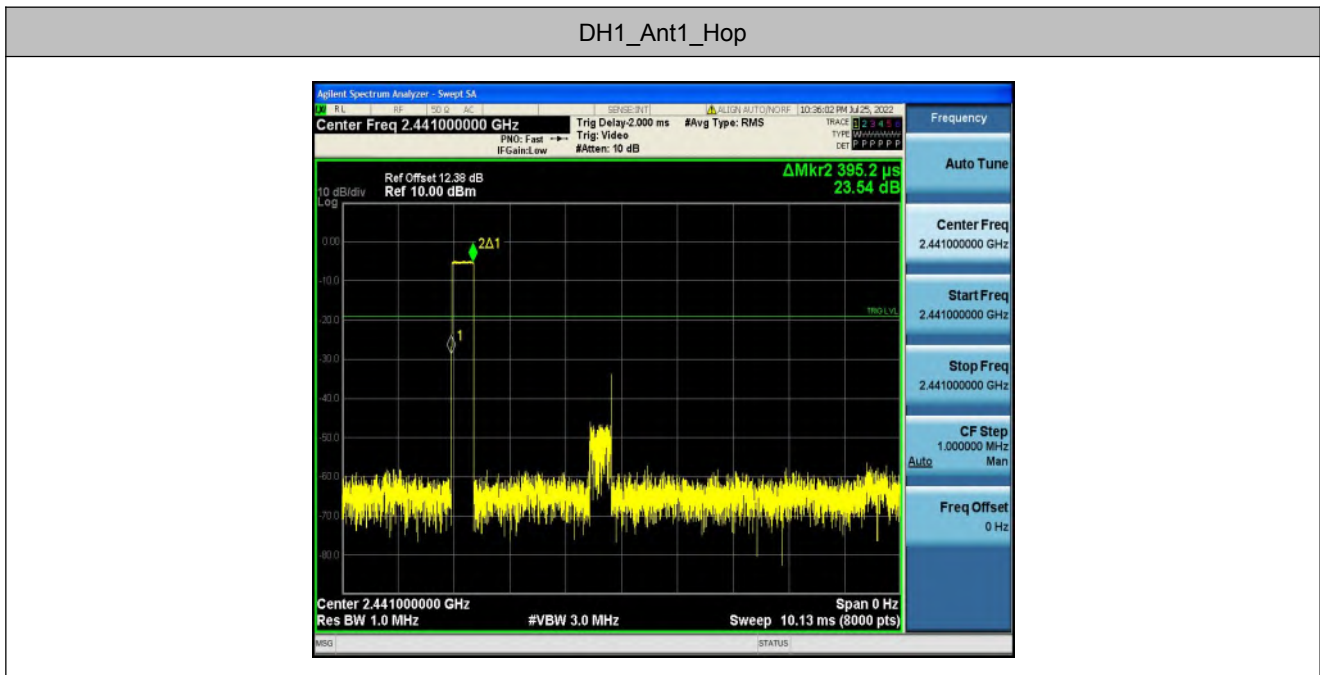 DH1_Ant1_Hop
Agilent Spectrum Analyzer - Swept SA
RL RF 50 Ω AC SENSE:INT ALIGN AUTO/NORF 10:36:02 PM Jul 25, 2022
Center Freq 2.441000000 GHz
PNO: Fast
IFGain:Low
Trig Delay-2.000 ms
Trig: Video
#Atten: 10 dB
#Avg Type: RMS
TRACE 1 2 3 4 5 6
TYPE
DET P P P P P P
Frequency
Auto Tune
Center Freq
2.441000000 GHz
Start Freq
2.441000000 GHz
Stop Freq
2.441000000 GHz
CF Step
1.000000 MHz
Auto Man
Freq Offset
0 Hz
ΔMkr2 395.2 µs
23.54 dB
Ref Offset 12.38 dB
10 dB/div Ref 10.00 dBm
Log
0.00
2Δ1
-10.0
TRIG LVL
-20.0
1
-30.0
-40.0
-50.0
-60.0
-70.0
-80.0
Center 2.441000000 GHz Span 0 Hz
Res BW 1.0 MHz #VBW 3.0 MHz Sweep 10.13 ms (8000 pts)
MSG STATUS